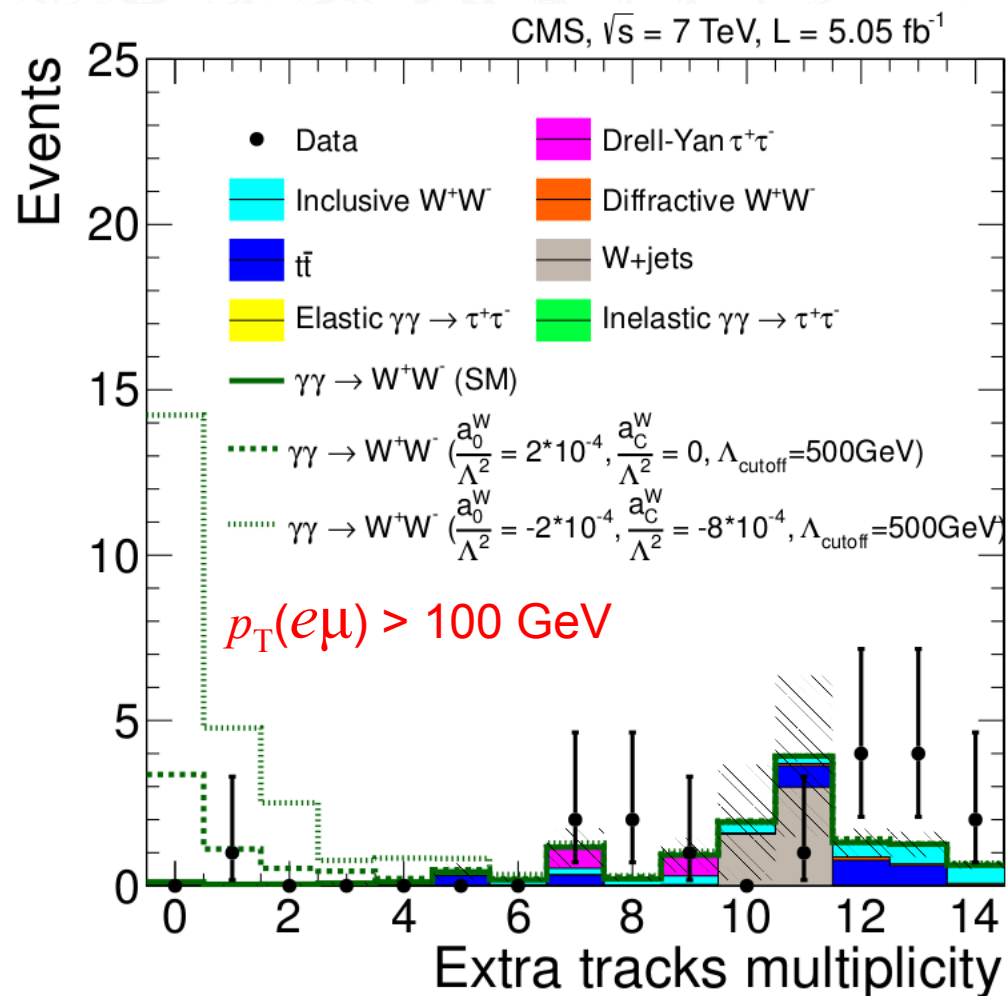 CMS, √s = 7 TeV, L = 5.05 fb⁻¹
Events
25
20
15
10
5
0
Data
Drell-Yan τ⁺τ⁻
Inclusive W⁺W⁻
Diffractive W⁺W⁻
tt̄
W+jets
Elastic γγ → τ⁺τ⁻
Inelastic γγ → τ⁺τ⁻
γγ → W⁺W⁻ (SM)
γγ → W⁺W⁻ (a₀ᵂ/Λ² = 2*10⁻⁴, a_Cᵂ/Λ² = 0, Λcutoff=500GeV)
γγ → W⁺W⁻ (a₀ᵂ/Λ² = -2*10⁻⁴, a_Cᵂ/Λ² = -8*10⁻⁴, Λcutoff=500GeV)
p_T(eμ) > 100 GeV
0 2 4 6 8 10 12 14
Extra tracks multiplicity